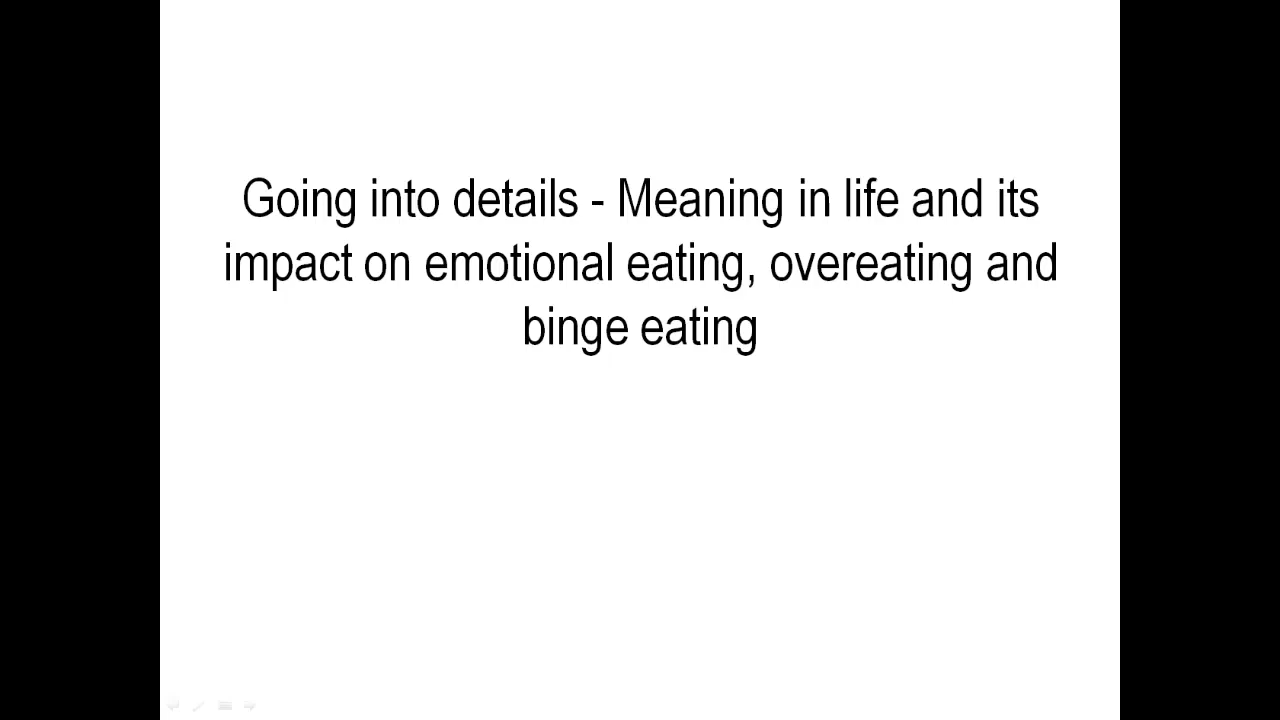 Going into details - Meaning in life and its
impact on emotional eating, overeating and
binge eating